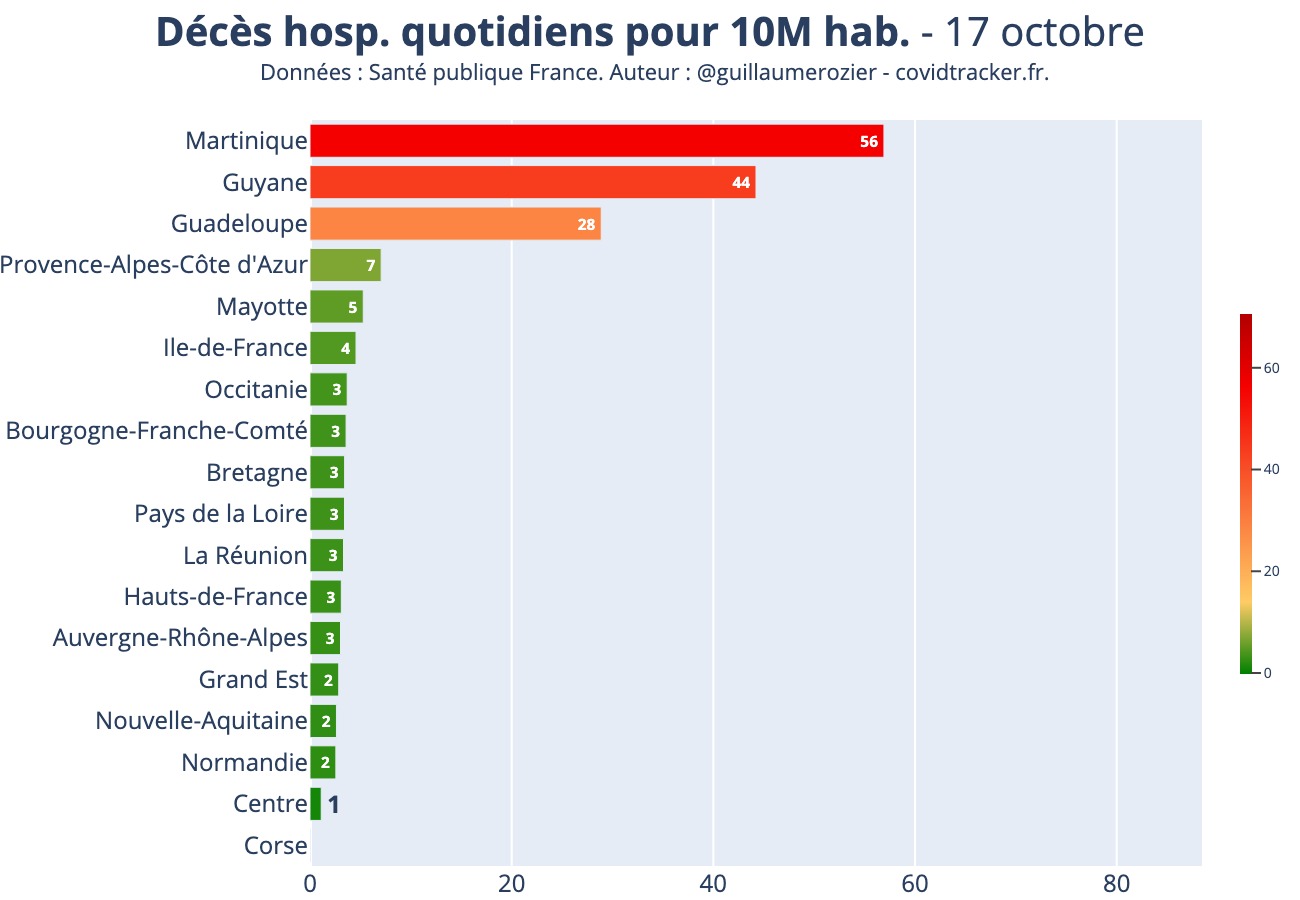 Décès hosp. quotidiens pour 10M hab. - 17 octobre
Données : Santé publique France. Auteur : @guillaumerozier - covidtracker.fr.
Martinique 56
Guyane 44
Guadeloupe 28
Provence-Alpes-Côte d'Azur 7
Mayotte 5
Ile-de-France 4
Occitanie 3
Bourgogne-Franche-Comté 3
Bretagne 3
Pays de la Loire 3
La Réunion 3
Hauts-de-France 3
Auvergne-Rhône-Alpes 3
Grand Est 2
Nouvelle-Aquitaine 2
Normandie 2
Centre 1
Corse
0 20 40 60 80
60
40
20
0